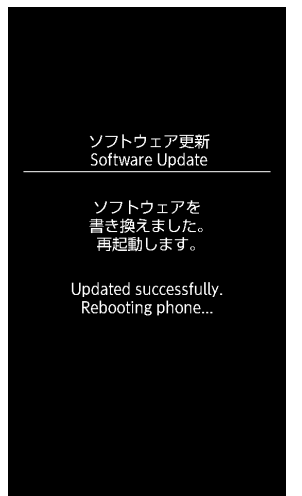 ソフトウェア更新
Software Update
ソフトウェアを
書き換えました。
再起動します。
Updated successfully.
Rebooting phone...